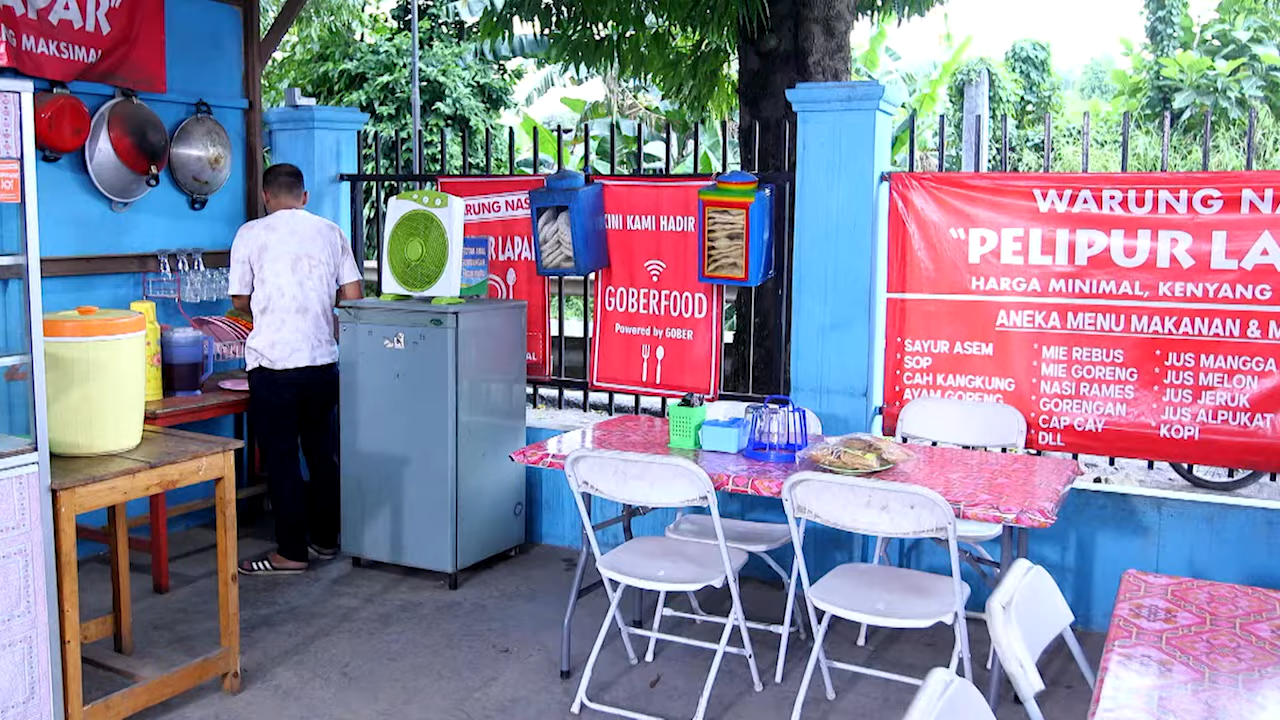 LAPAR"
MAKSIMAL
RUNG NAS
R LAPA
KINI KAMI HADIR
GOBERFOOD
Powered by GOBER
WARUNG NA
"PELIPUR LA
HARGA MINIMAL, KENYANG
ANEKA MENU MAKANAN & M
* SAYUR ASEM
SOP
* CAH KANGKUNG
* AYAM GORENG
* MIE REBUS
* MIE GORENG
* NASI RAMES
* GORENGAN
* CAP CAY
* DLL
* JUS MANGGA
* JUS MELON
* JUS JERUK
* JUS ALPUKAT
* KOPI